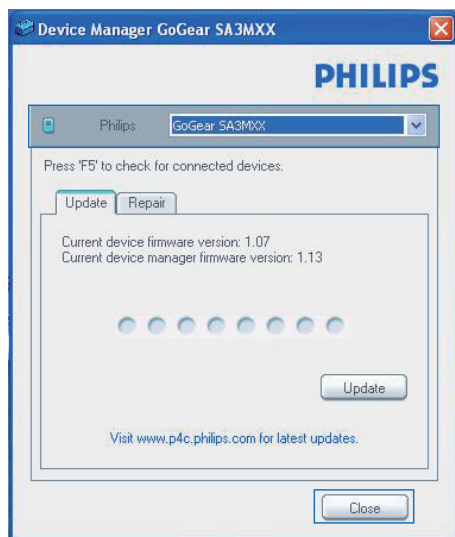 Device Manager GoGear SA3MXX
PHILIPS
Philips GoGear SA3MXX
Press 'F5' to check for connected devices.
Update Repair
Current device firmware version: 1.07
Current device manager firmware version: 1.13
Update
Visit www.p4c.philips.com for latest updates.
Close